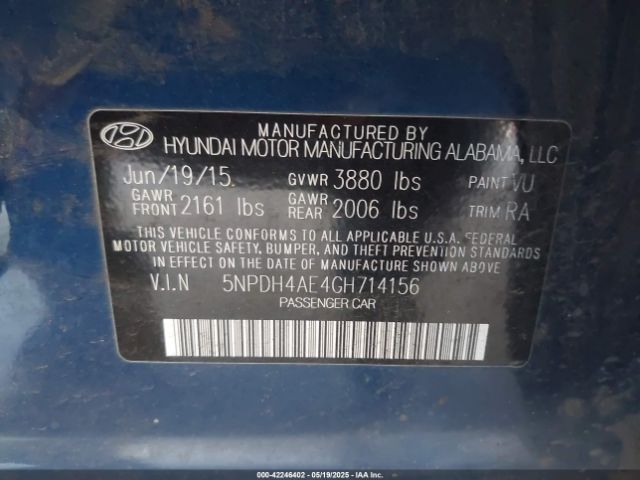 MANUFACTURED BY
HYUNDAI MOTOR MANUFACTURING ALABAMA, LLC
Jun/19/15 GVWR 3880 lbs PAINT VU
GAWR FRONT 2161 lbs GAWR REAR 2006 lbs TRIM RA
THIS VEHICLE CONFORMS TO ALL APPLICABLE U.S.A. FEDERAL
MOTOR VEHICLE SAFETY, BUMPER, AND THEFT PREVENTION STANDARDS
IN EFFECT ON THE DATE OF MANUFACTURE SHOWN ABOVE
V.I.N 5NPDH4AE4GH714156
PASSENGER CAR
000-42246402 - 05/19/2025 - IAAI.COM